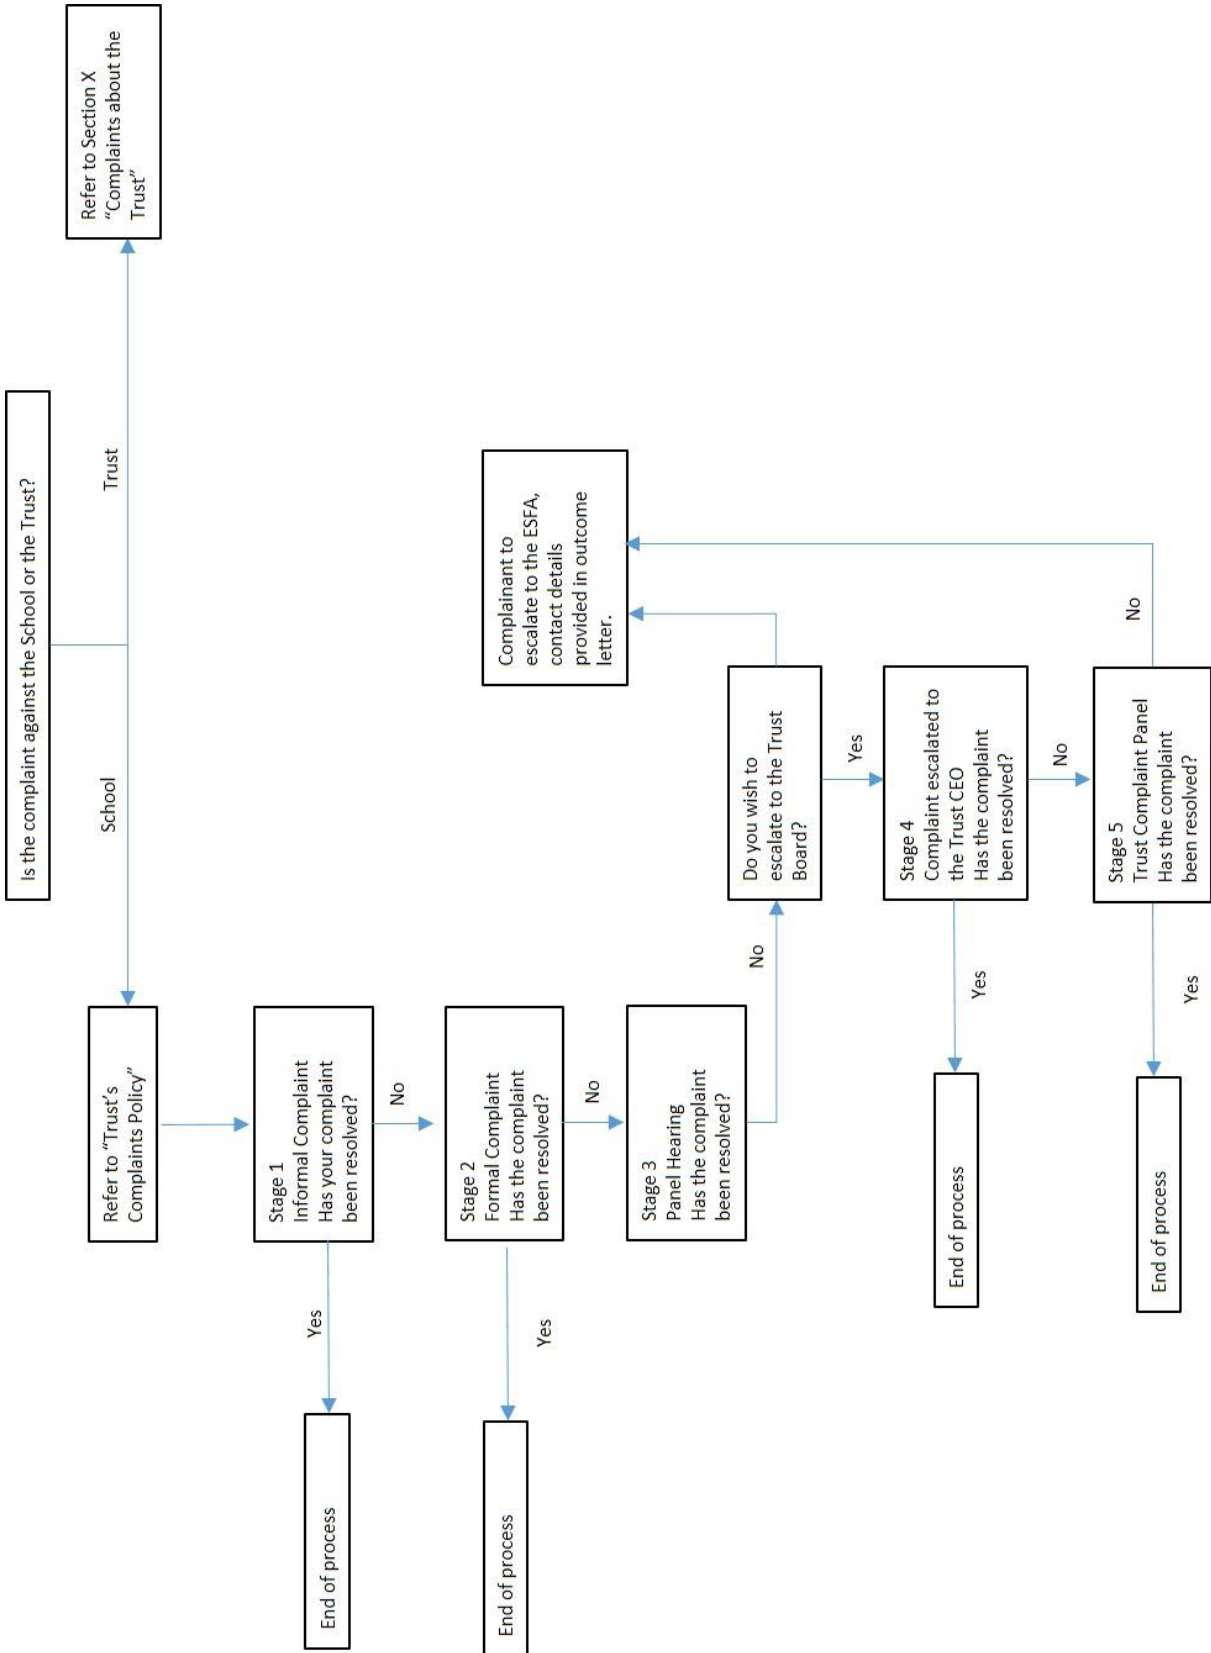 Is the complaint against the School or the Trust?
School
Trust
Refer to "Trust's
Complaints Policy"
Refer to Section X
"Complaints about the
Trust"
Stage 1
Informal Complaint
Has your complaint
been resolved?
Yes
End of process
No
Stage 2
Formal Complaint
Has the complaint
been resolved?
Yes
End of process
No
Stage 3
Panel Hearing
Has the complaint
been resolved?
No
Do you wish to
escalate to the Trust
Board?
Complainant to
escalate to the ESFA,
contact details
provided in outcome
letter.
Yes
Stage 4
Complaint escalated to
the Trust CEO
Has the complaint
been resolved?
Yes
End of process
No
Stage 5
Trust Complaint Panel
Has the complaint
been resolved?
Yes
End of process
No